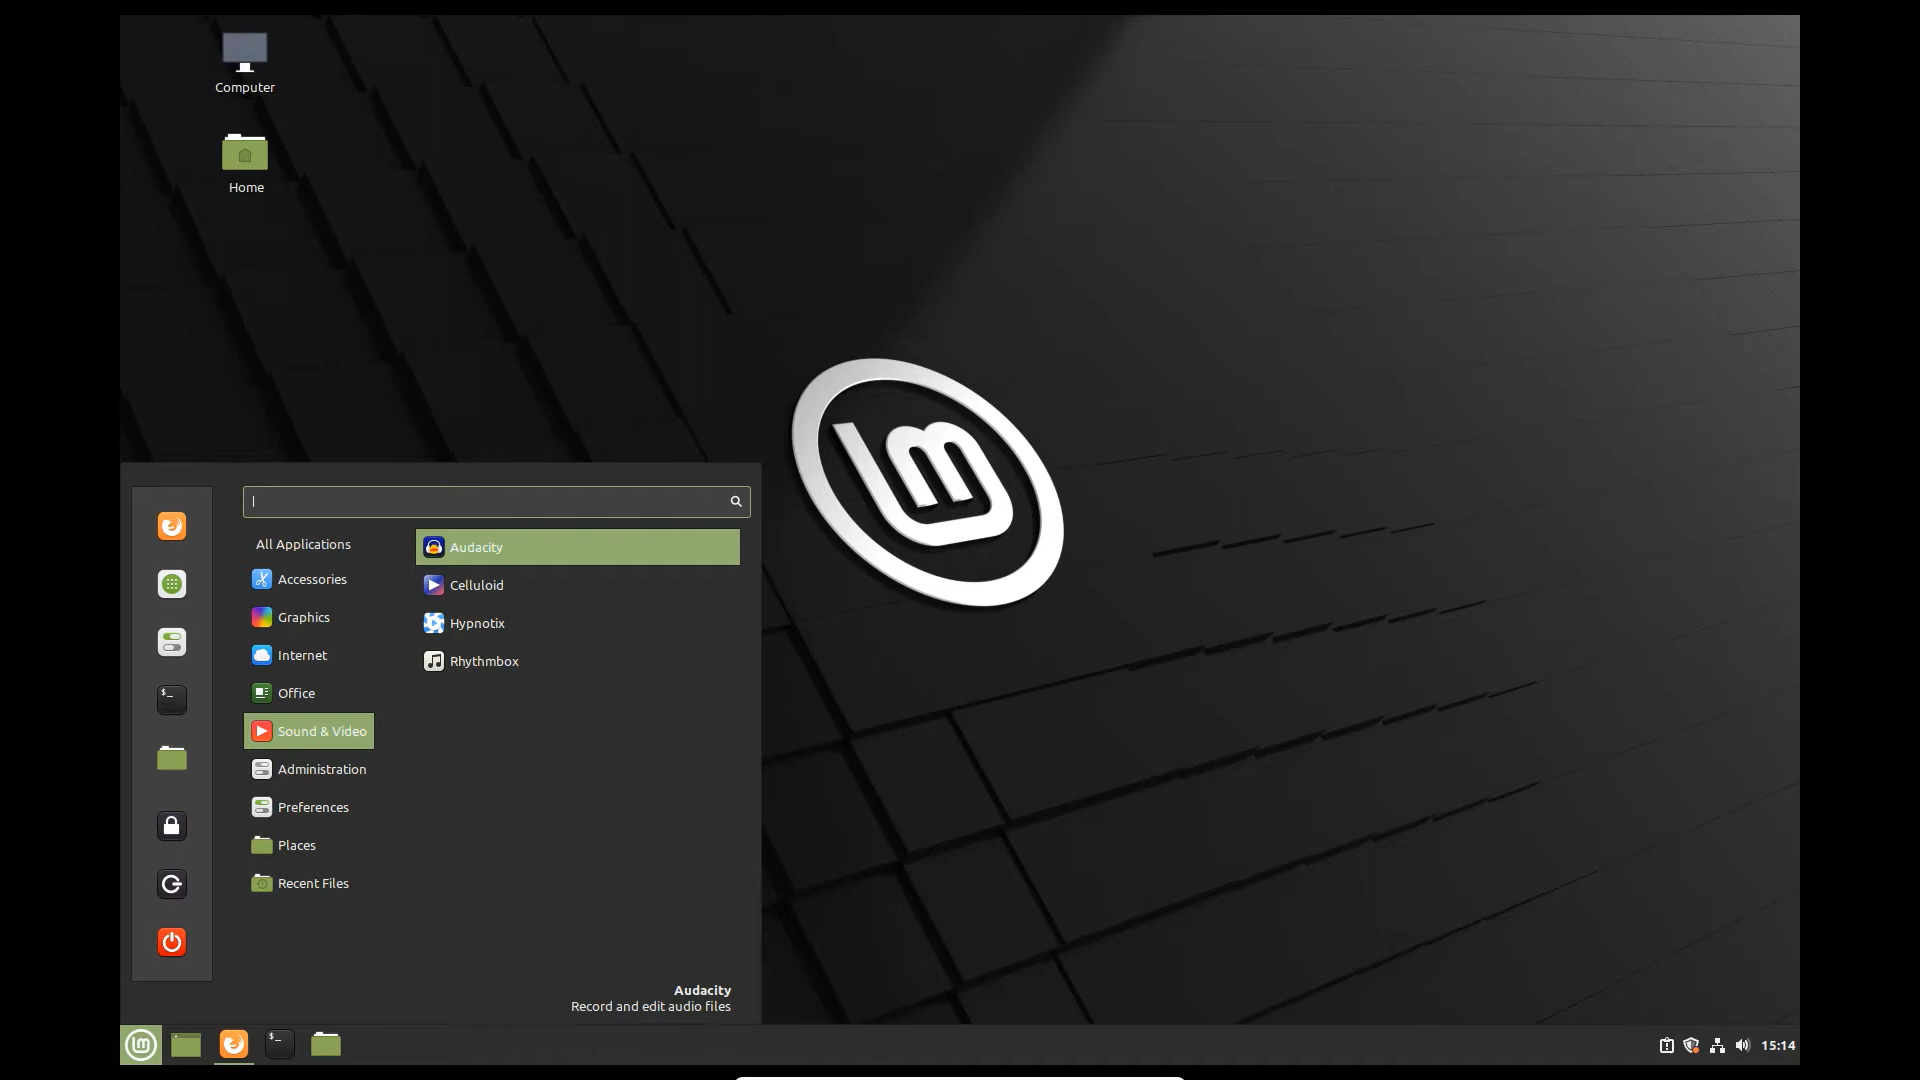 Computer
Home
All Applications
Accessories
Graphics
Internet
Office
Sound & Video
Administration
Preferences
Places
Recent Files
Audacity
Celluloid
Hypnotix
Rhythmbox
Audacity
Record and edit audio files
15:14